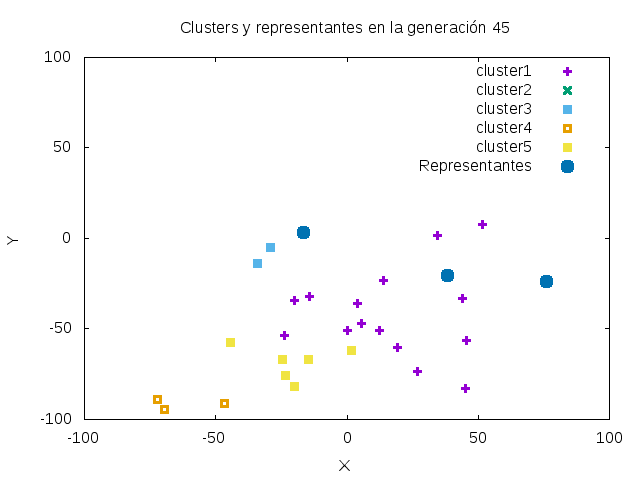 Clusters y representantes en la generación 45
100
50
0
-50
-100
-100
-50
0
50
100
Y
X
cluster1
cluster2
cluster3
cluster4
cluster5
Representantes